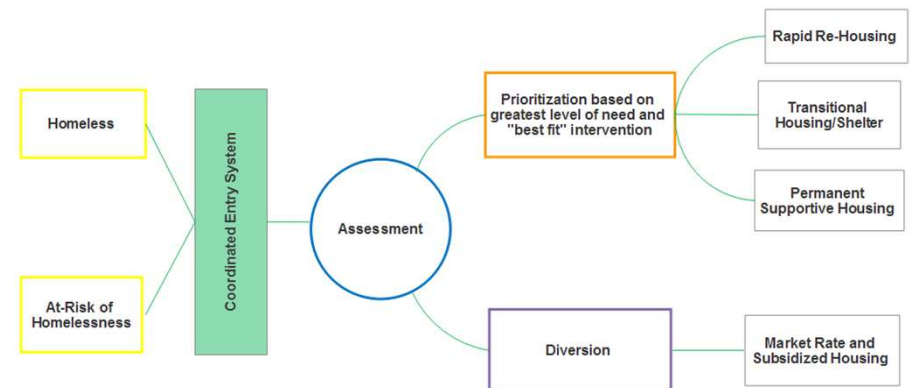 Homeless
At-Risk of
Homelessness
Coordinated Entry System
Assessment
Prioritization based on
greatest level of need and
"best fit" intervention
Diversion
Rapid Re-Housing
Transitional
Housing/Shelter
Permanent
Supportive Housing
Market Rate and
Subsidized Housing